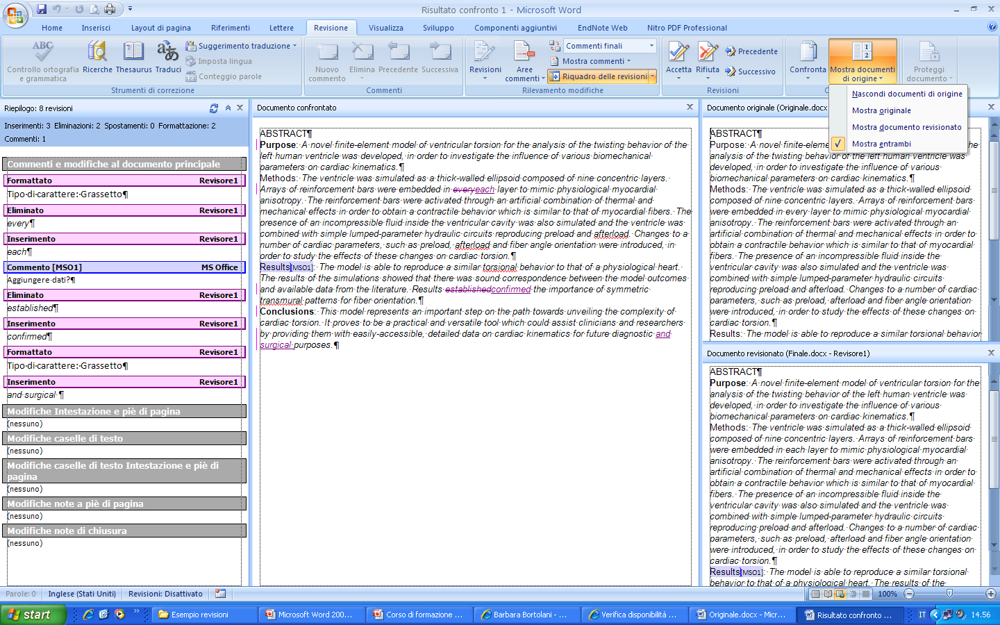 Risultato confronto 1 - Microsoft Word
Home Inserisci Layout di pagina Riferimenti Lettere Revisione Visualizza Sviluppo Componenti aggiuntivi EndNote Web Nitro PDF Professional
Controllo ortografia e grammatica
Ricerche
Thesaurus
Traduci
Suggerimento traduzione
Imposta lingua
Conteggio parole
Strumenti di correzione
Nuovo commento
Elimina
Precedente
Successiva
Commenti
Revisioni
Aree commenti
Commenti finali
Mostra commenti
Riquadro delle revisioni
Rilevamento modifiche
Accetta
Rifiuta
Precedente
Successivo
Revisioni
Confronta
Mostra documenti di origine
Proteggi documento
Nascondi documenti di origine
Mostra originale
Mostra documento revisionato
Mostra entrambi
Riepilogo: 8 revisioni
Inserimenti: 3 Eliminazioni: 2 Spostamenti: 0 Formattazione: 2
Commenti: 1
Commenti e modifiche al documento principale
Formattato Revisore1
Tipo di carattere: Grassetto¶
Eliminato Revisore1
every¶
Inserimento Revisore1
each¶
Commento [MSO1] MS Office
Aggiungere dati?¶
Eliminato Revisore1
established¶
Inserimento Revisore1
confirmed¶
Formattato Revisore1
Tipo di carattere: Grassetto¶
Inserimento Revisore1
and surgical ¶
Modifiche Intestazione e piè di pagina
(nessuno)
Modifiche caselle di testo
(nessuno)
Modifiche caselle di testo Intestazione e piè di
pagina
(nessuno)
Modifiche note a piè di pagina
(nessuno)
Modifiche note di chiusura
(nessuno)
Documento confrontato
ABSTRACT¶
Purpose: A novel finite-element model of ventricular torsion for the analysis of the twisting behavior of the
left human ventricle was developed, in order to investigate the influence of various biomechanical
parameters on cardiac kinematics.¶
Methods: The ventricle was simulated as a thick-walled ellipsoid composed of nine concentric layers.
Arrays of reinforcement bars were embedded in everyeach layer to mimic physiological myocardial
anisotropy. The reinforcement bars were activated through an artificial combination of thermal and
mechanical effects in order to obtain a contractile behavior which is similar to that of myocardial fibers. The
presence of an incompressible fluid inside the ventricular cavity was also simulated and the ventricle was
combined with simple lumped-parameter hydraulic circuits reproducing preload and afterload. Changes to a
number of cardiac parameters, such as preload, afterload and fiber angle orientation were introduced, in
order to study the effects of these changes on cardiac torsion.¶
Results[MSO1]: The model is able to reproduce a similar torsional behavior to that of a physiological heart.
The results of the simulations showed that there was sound correspondence between the model outcomes
and available data from the literature. Results establishedconfirmed the importance of symmetric
transmural patterns for fiber orientation.¶
Conclusions: This model represents an important step on the path towards unveiling the complexity of
cardiac torsion. It proves to be a practical and versatile tool which could assist clinicians and researchers
by providing them with easily-accessible, detailed data on cardiac kinematics for future diagnostic and
surgical purposes.¶
Documento originale (Originale.docx
ABSTRACT¶
Purpose: A novel finite-element model of
analysis of the twisting behavior of the left human ventricle was
developed, in order to investigate the influence of various
biomechanical parameters on cardiac kinematics.¶
Methods: The ventricle was simulated as a thick-walled ellipsoid
composed of nine concentric layers. Arrays of reinforcement bars
were embedded in every layer to mimic physiological myocardial
anisotropy. The reinforcement bars were activated through an
artificial combination of thermal and mechanical effects in order to
obtain a contractile behavior which is similar to that of myocardial
fibers. The presence of an incompressible fluid inside the
ventricular cavity was also simulated and the ventricle was
combined with simple lumped-parameter hydraulic circuits
reproducing preload and afterload. Changes to a number of cardiac
parameters, such as preload, afterload and fiber angle orientation
were introduced, in order to study the effects of these changes on
cardiac torsion.¶
Results: The model is able to reproduce a similar torsional behavior
Documento revisionato (Finale.docx - Revisore1)
ABSTRACT¶
Purpose: A novel finite-element model of ventricular torsion for the
analysis of the twisting behavior of the left human ventricle was
developed, in order to investigate the influence of various
biomechanical parameters on cardiac kinematics.¶
Methods: The ventricle was simulated as a thick-walled ellipsoid
composed of nine concentric layers. Arrays of reinforcement bars
were embedded in each layer to mimic physiological myocardial
anisotropy. The reinforcement bars were activated through an
artificial combination of thermal and mechanical effects in order to
obtain a contractile behavior which is similar to that of myocardial
fibers. The presence of an incompressible fluid inside the
ventricular cavity was also simulated and the ventricle was
combined with simple lumped-parameter hydraulic circuits
reproducing preload and afterload. Changes to a number of cardiac
parameters, such as preload, afterload and fiber angle orientation
were introduced, in order to study the effects of these changes on
cardiac torsion.¶
Results[MSO1]: The model is able to reproduce a similar torsional
behavior to that of a physiological heart. The results of the
Parole: 0 Inglese (Stati Uniti) Revisioni: Disattivato 100%
start Esempio revisioni Microsoft Word 200... Corso di formazione ... Barbara Bortolani - ... Verifica disponibilità ... Originale.docx - Micr... Risultato confronto ... IT 14.56